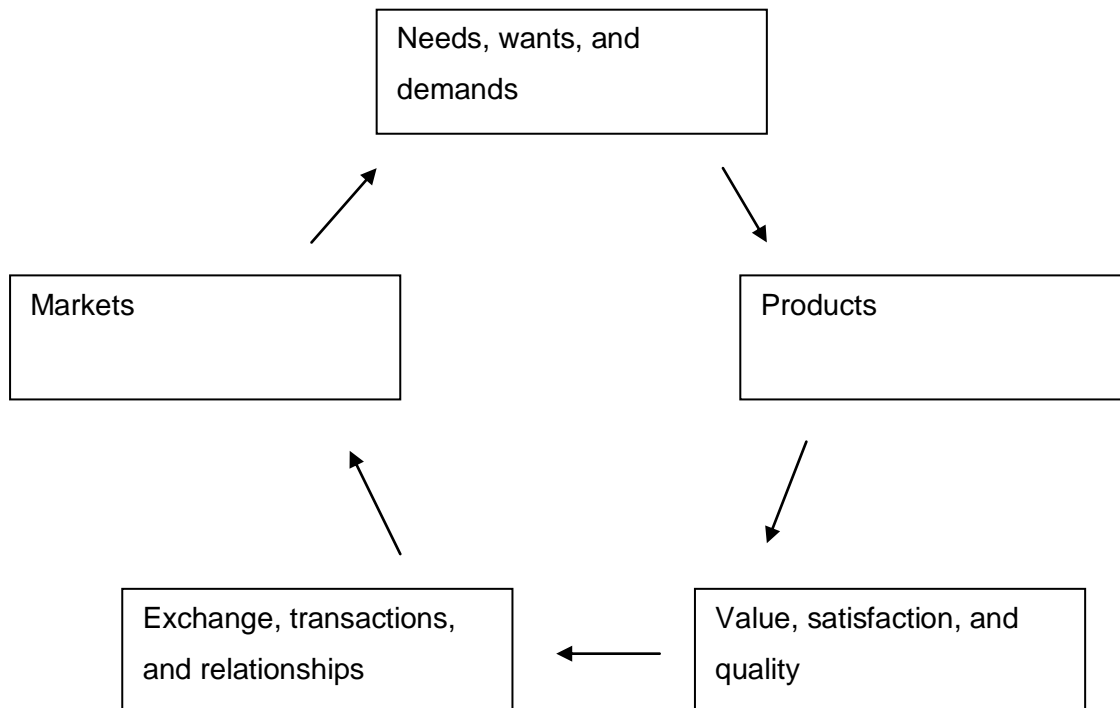 Needs, wants, and
demands
Markets
Products
Exchange, transactions,
and relationships
Value, satisfaction, and
quality